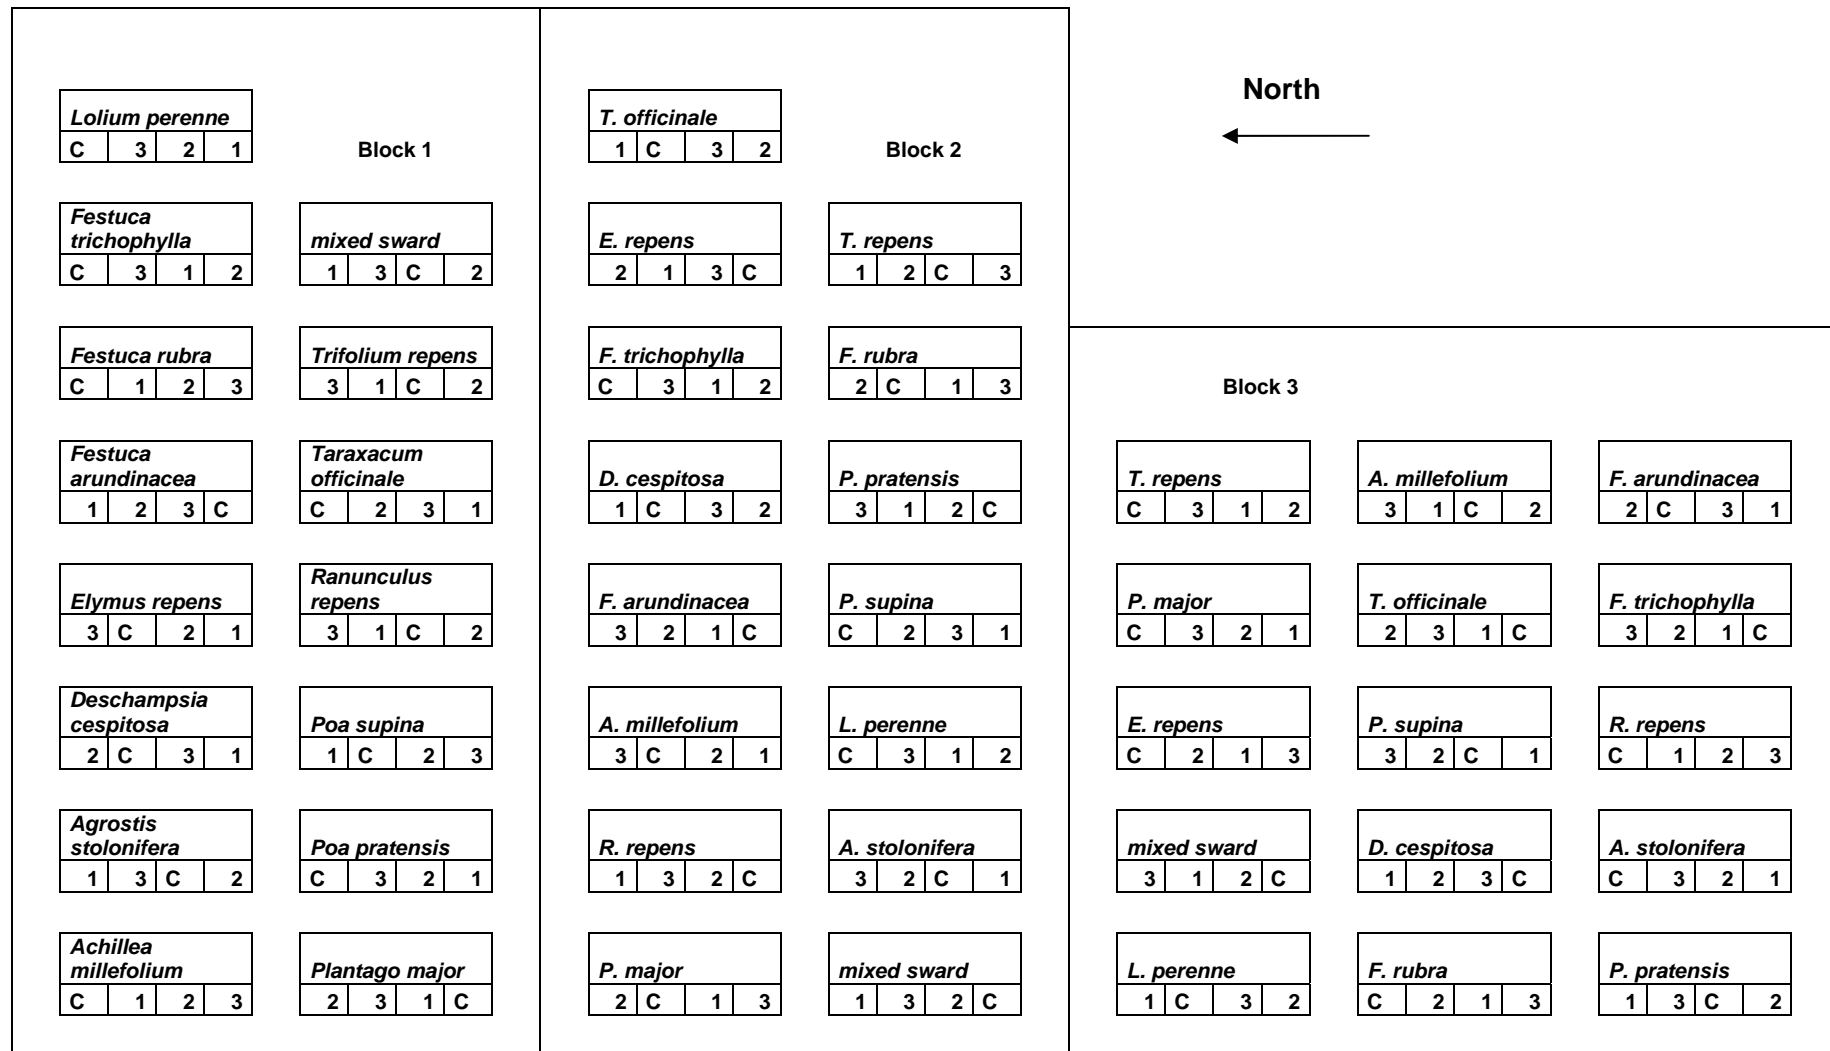 North
Lolium perenne
C 3 2 1
Block 1
T. officinale
1 C 3 2
Block 2
Festuca
trichophylla
C 3 1 2
mixed sward
1 3 C 2
E. repens
2 1 3 C
T. repens
1 2 C 3
Festuca rubra
C 1 2 3
Trifolium repens
3 1 C 2
F. trichophylla
C 3 1 2
F. rubra
2 C 1 3
Block 3
Festuca
arundinacea
1 2 3 C
Taraxacum
officinale
C 2 3 1
D. cespitosa
1 C 3 2
P. pratensis
3 1 2 C
T. repens
C 3 1 2
A. millefolium
3 1 C 2
F. arundinacea
2 C 3 1
Elymus repens
3 C 2 1
Ranunculus
repens
3 1 C 2
F. arundinacea
3 2 1 C
P. supina
C 2 3 1
P. major
C 3 2 1
T. officinale
2 3 1 C
F. trichophylla
3 2 1 C
Deschampsia
cespitosa
2 C 3 1
Poa supina
1 C 2 3
A. millefolium
3 C 2 1
L. perenne
C 3 1 2
E. repens
C 2 1 3
P. supina
3 2 C 1
R. repens
C 1 2 3
Agrostis
stolonifera
1 3 C 2
Poa pratensis
C 3 2 1
R. repens
1 3 2 C
A. stolonifera
3 2 C 1
mixed sward
3 1 2 C
D. cespitosa
1 2 3 C
A. stolonifera
C 3 2 1
Achillea
millefolium
C 1 2 3
Plantago major
2 3 1 C
P. major
2 C 1 3
mixed sward
1 3 2 C
L. perenne
1 C 3 2
F. rubra
C 2 1 3
P. pratensis
1 3 C 2